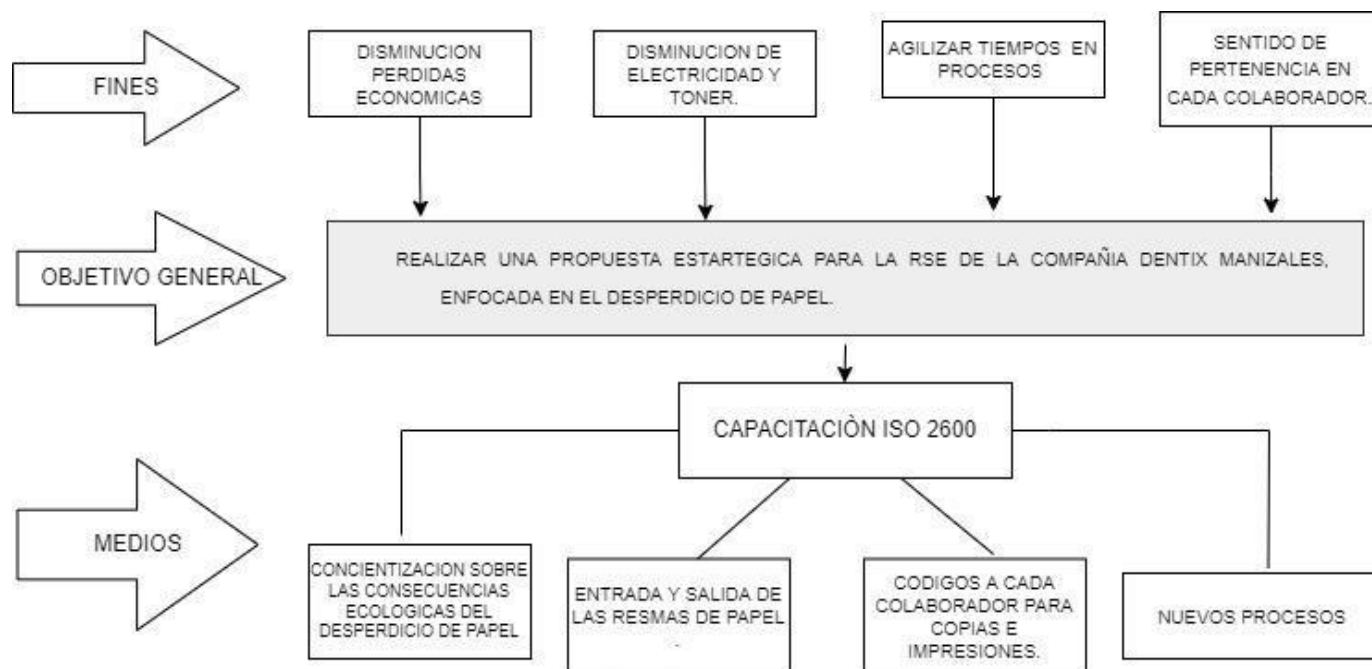 FINES
DISMINUCION
PERDIDAS
ECONOMICAS
DISMINUCION DE
ELECTRICIDAD Y
TONER.
AGILIZAR TIEMPOS EN
PROCESOS
SENTIDO DE
PERTENENCIA EN
CADA COLABORADOR.
OBJETIVO GENERAL
REALIZAR UNA PROPUESTA ESTARTEGICA PARA LA RSE DE LA COMPAÑIA DENTIX MANIZALES,
ENFOCADA EN EL DESPERDICIO DE PAPEL.
CAPACITACIÒN ISO 2600
MEDIOS
CONCIENTIZACION SOBRE
LAS CONSECUENCIAS
ECOLOGICAS DEL
DESPERDICIO DE PAPEL
ENTRADA Y SALIDA DE
LAS RESMAS DE PAPEL
.
CODIGOS A CADA
COLABORADOR PARA
COPIAS E
IMPRESIONES.
NUEVOS PROCESOS